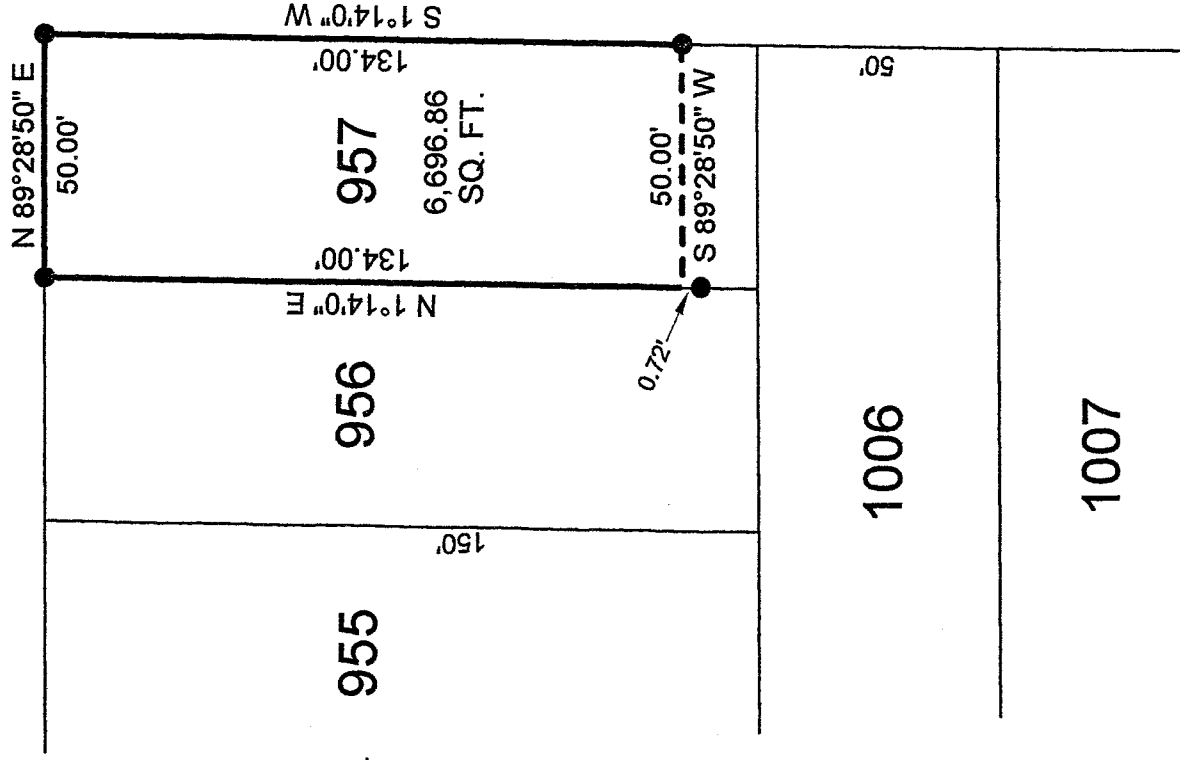 N 89°28'50" E
50.00'
S 1°14'0" W
134.00'
957
6,696.86
SQ. FT.
134.00'
N 1°14'0" E
50.00'
S 89°28'50" W
0.72'
50'
956
955
150'
1006
1007